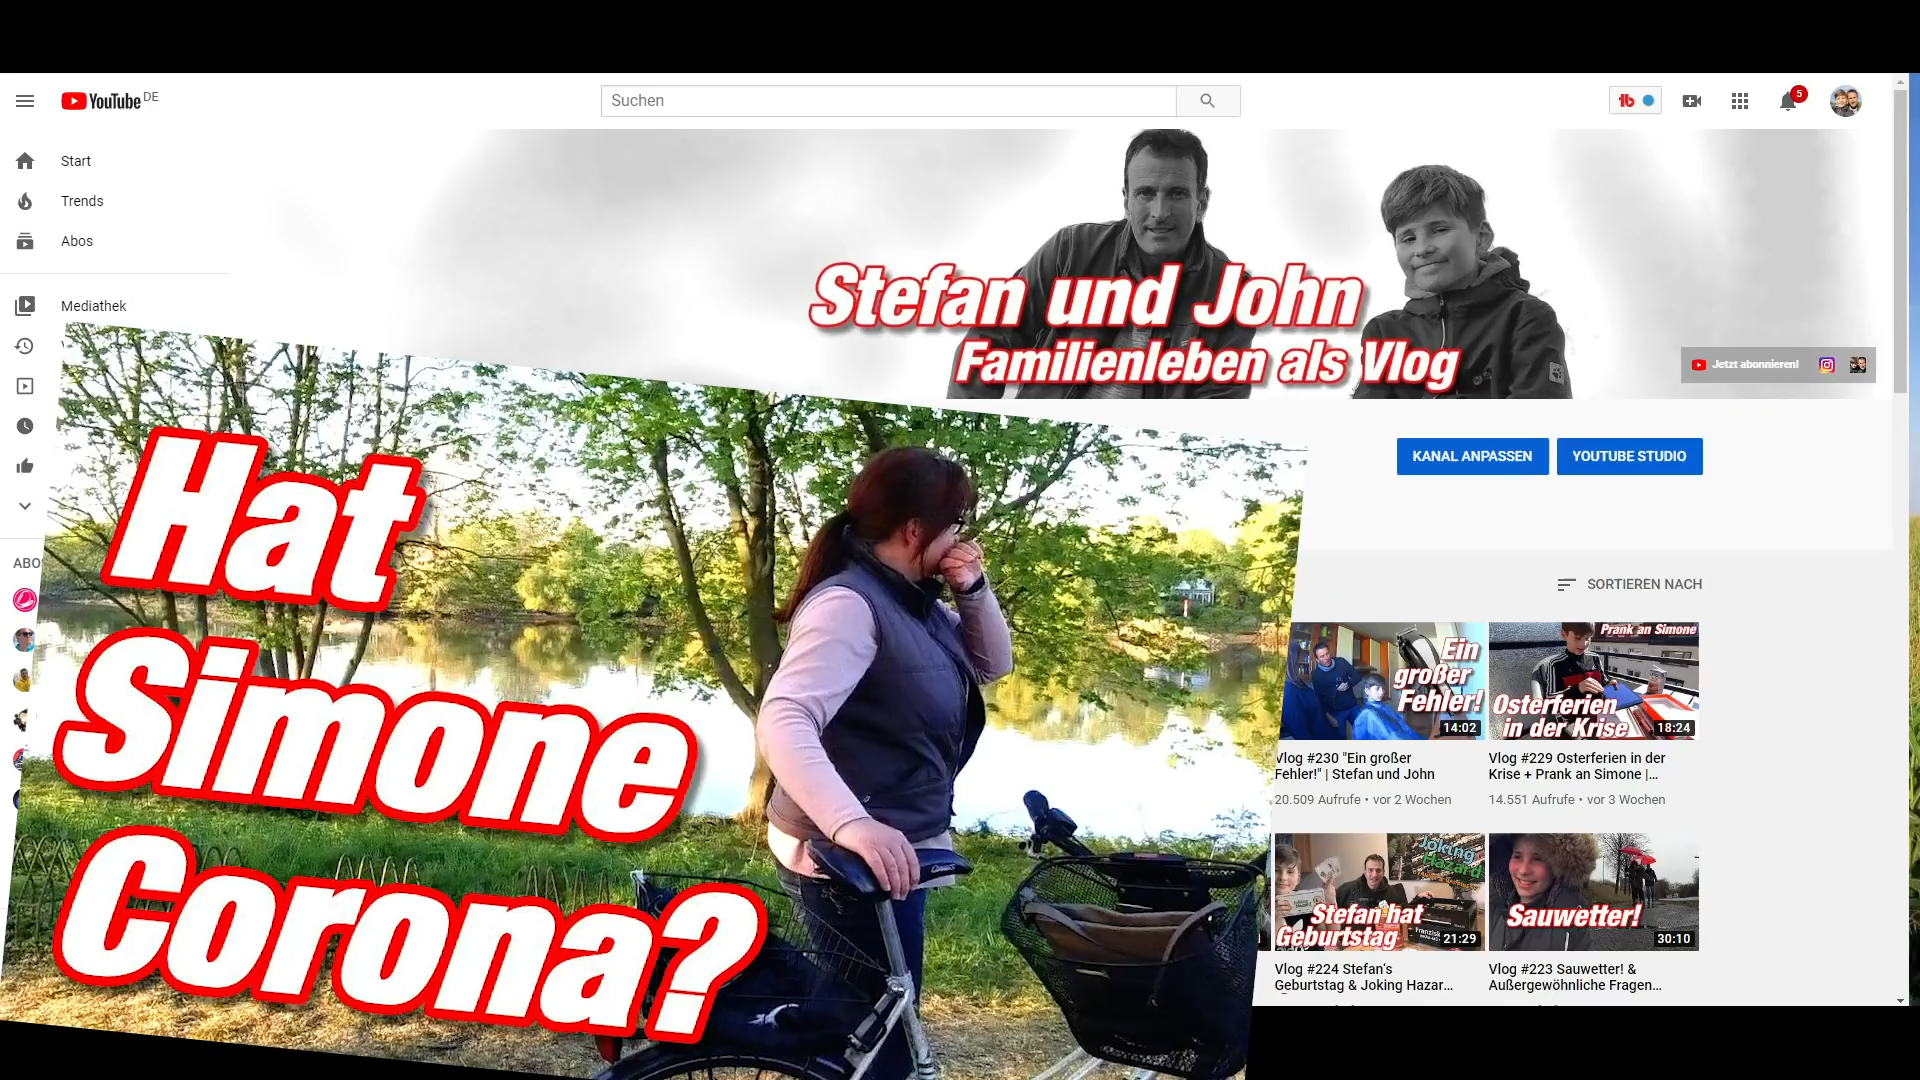 YouTube DE
Suchen
5
Start
Trends
Abos
Mediathek
ABO
Stefan und John
Familienleben als Vlog
Jetzt abonnieren!
KANAL ANPASSEN
YOUTUBE STUDIO
SORTIEREN NACH
Hat
Simone
Corona?
Ein
großer
Fehler!
14:02
Vlog #230 "Ein großer
Fehler!" | Stefan und John
20.509 Aufrufe • vor 2 Wochen
Prank an Simone
Osterferien
in der Krise
18:24
Vlog #229 Osterferien in der
Krise + Prank an Simone |...
14.551 Aufrufe • vor 3 Wochen
Joking
Hazard
Stefan hat
Geburtstag
21:29
Vlog #224 Stefan's
Geburtstag & Joking Hazar...
Sauwetter!
30:10
Vlog #223 Sauwetter! &
Außergewöhnliche Fragen...